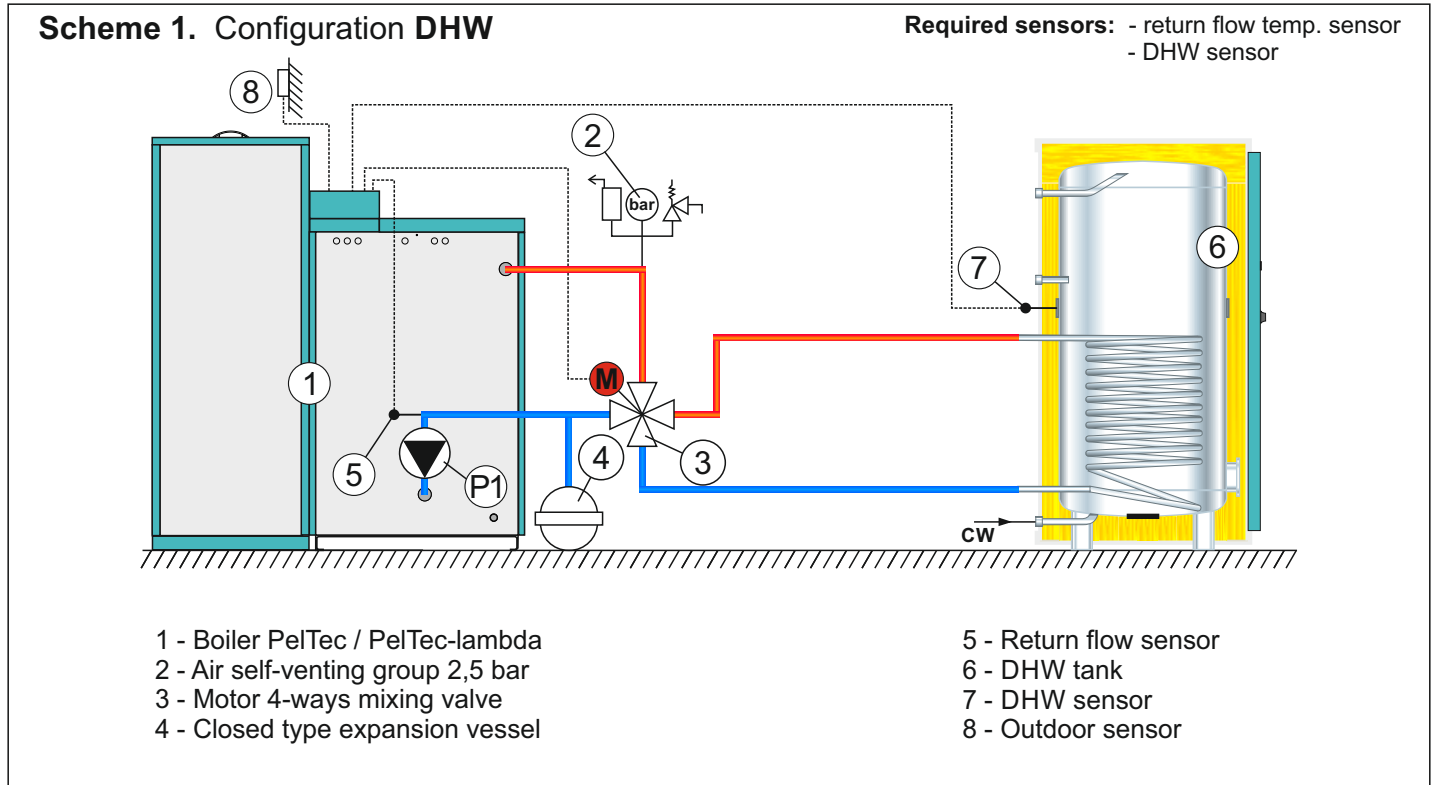 Scheme 1. Configuration DHW
Required sensors: - return flow temp. sensor
- DHW sensor
8
2
bar
7
6
1
M
5
P1
4
3
CW
1 - Boiler PelTec / PelTec-lambda
2 - Air self-venting group 2,5 bar
3 - Motor 4-ways mixing valve
4 - Closed type expansion vessel
5 - Return flow sensor
6 - DHW tank
7 - DHW sensor
8 - Outdoor sensor